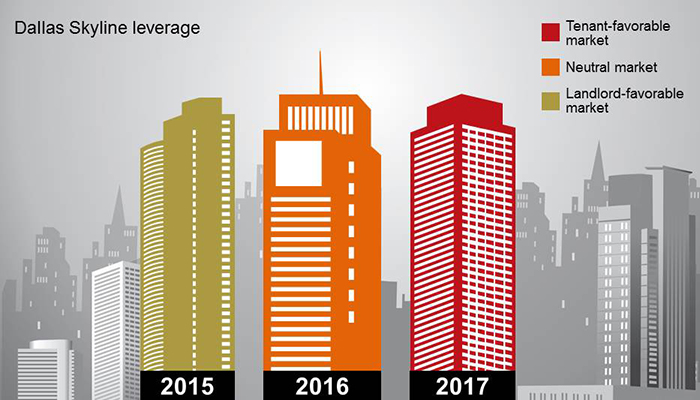 Dallas Skyline leverage
Tenant-favorable
market
Neutral market
Landlord-favorable
market
2015
2016
2017